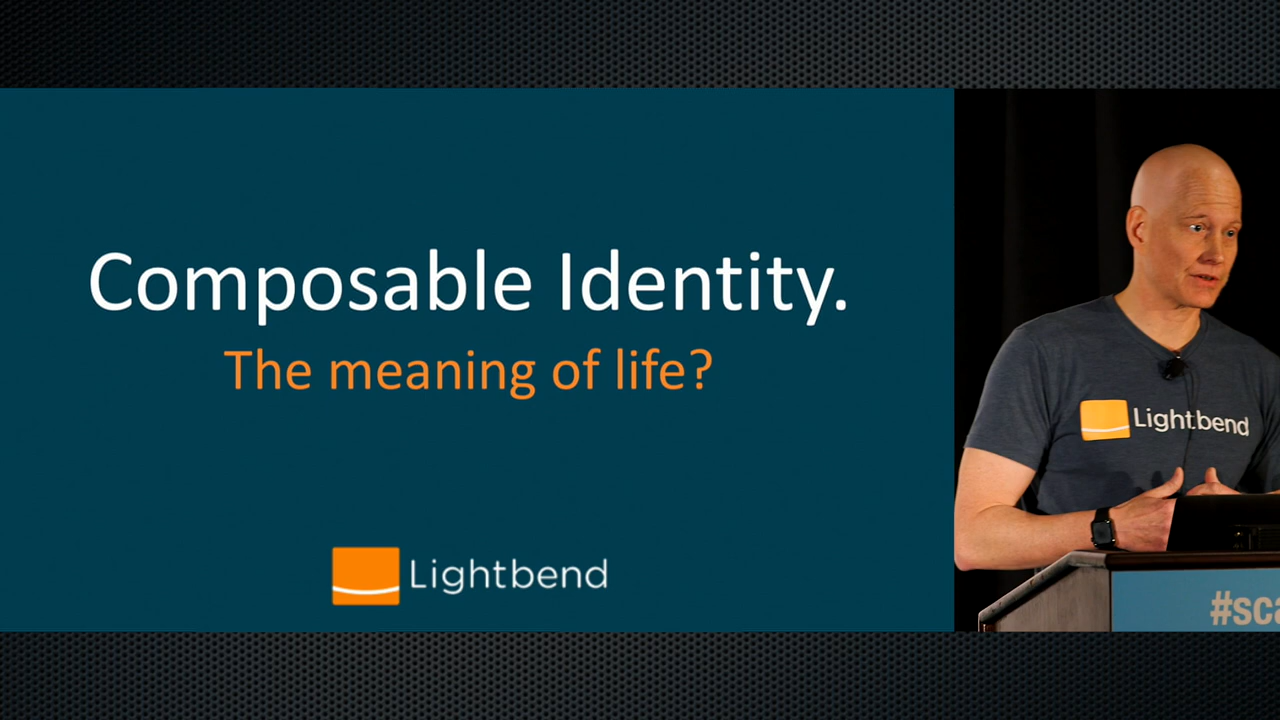 Composable Identity.
The meaning of life?
Lightbend
Lightbend
#sca